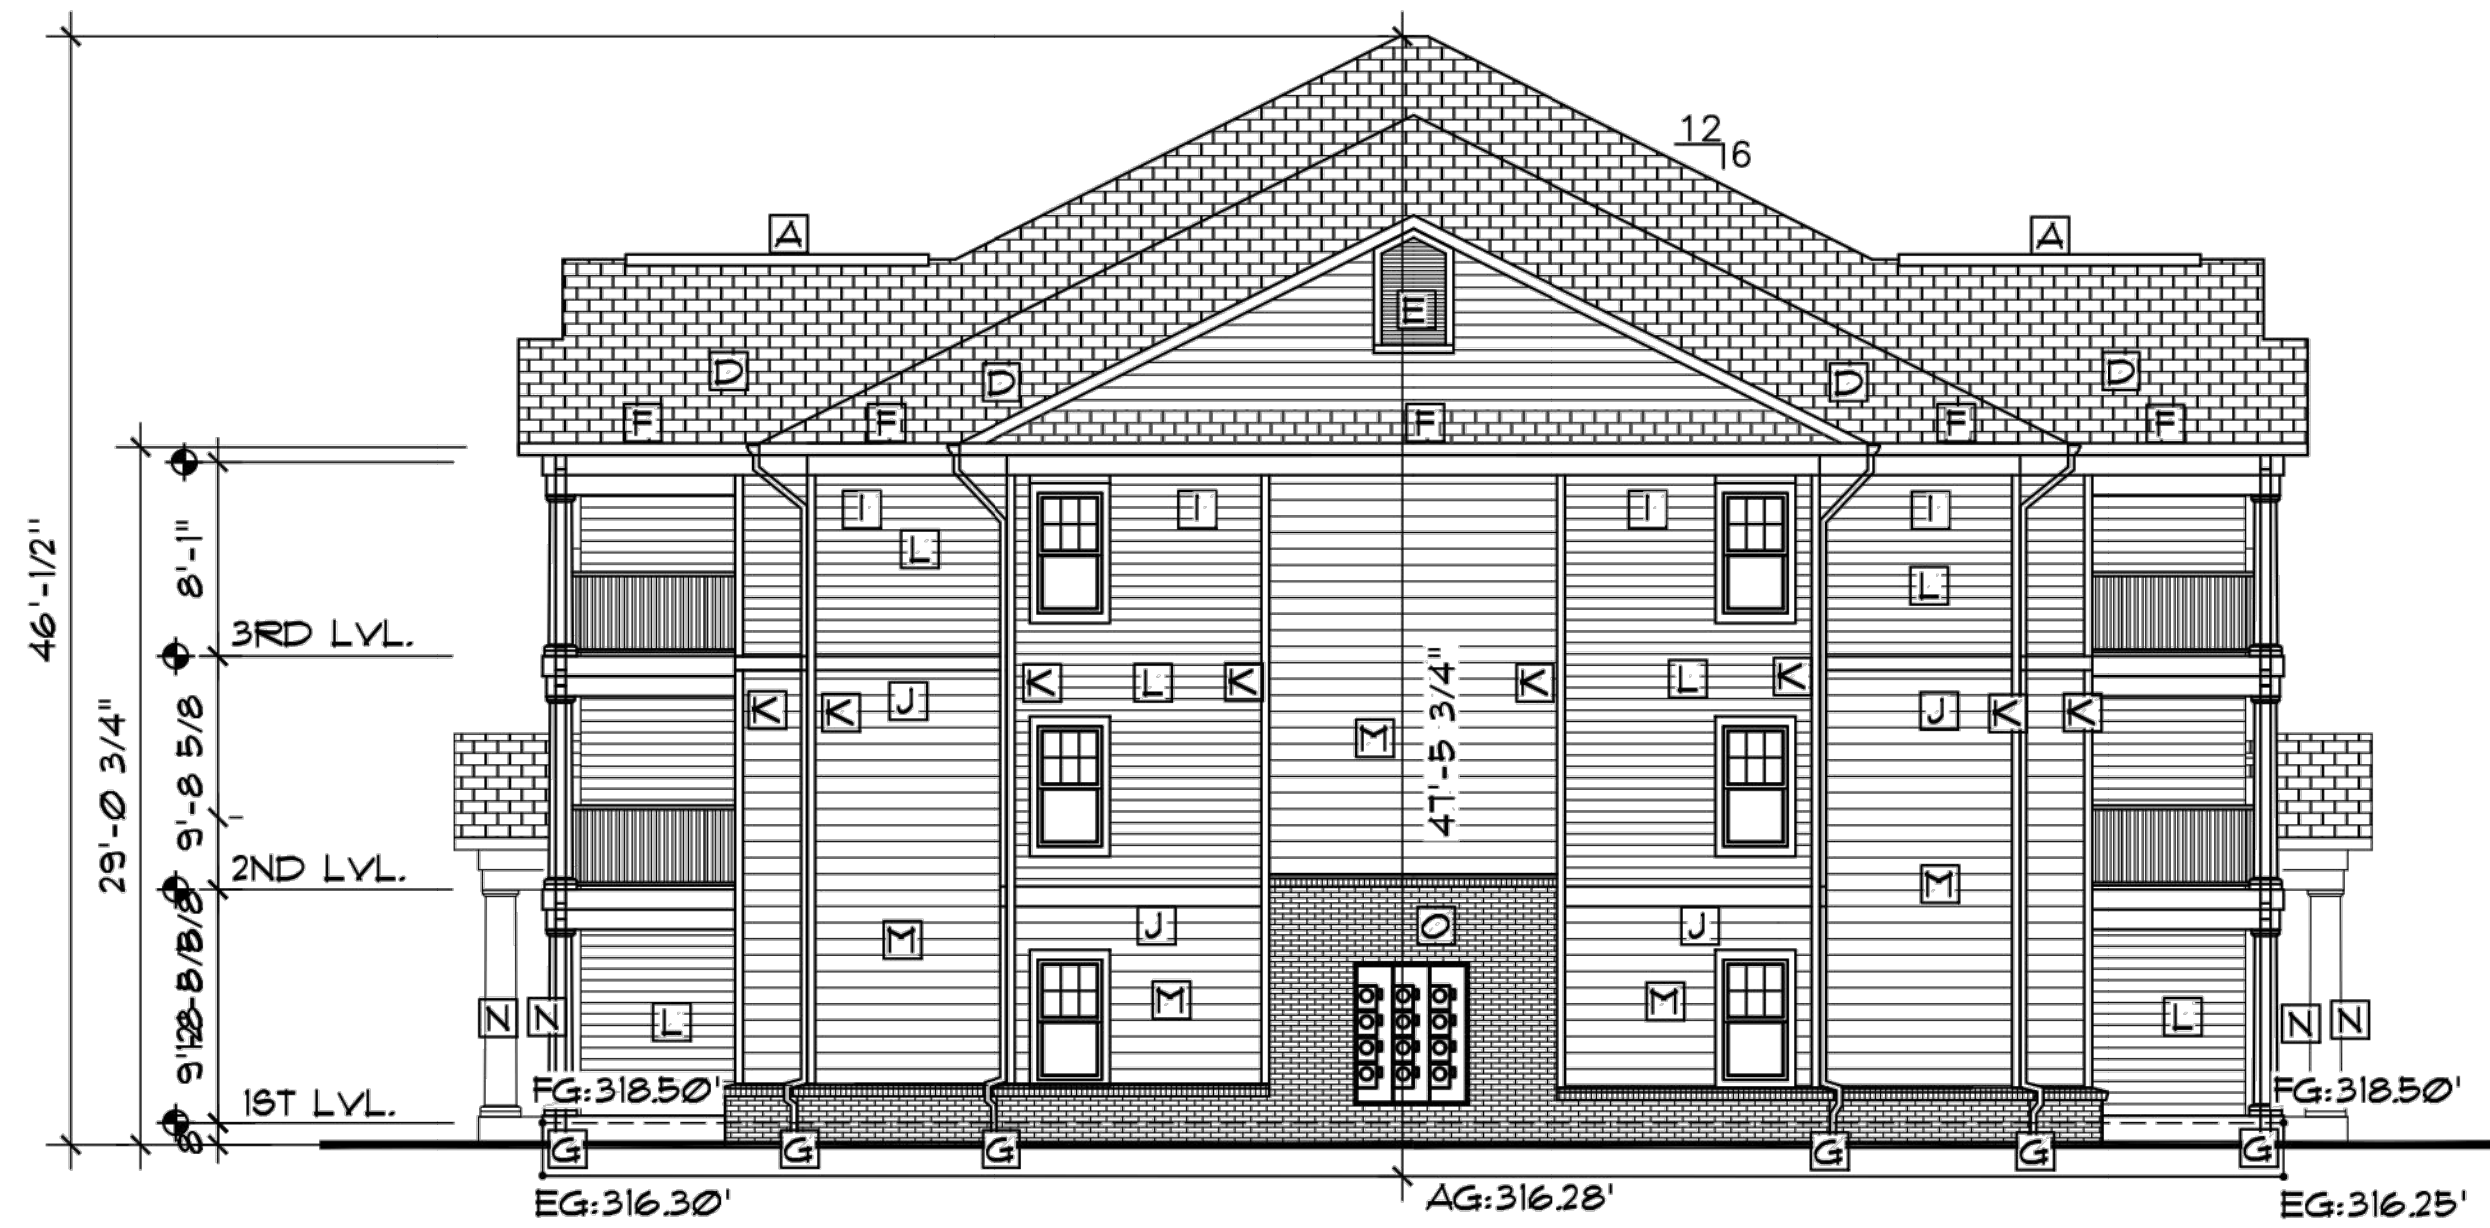 12
6
A
A
E
D
D
D
D
F
F
F
F
F
46'-1/2"
29'-0 3/4"
8'-1"
I
I
I
I
L
L
3RD LVL.
9'-8 5/8
K
K
J
K
L
K
M
47'-5 3/4"
K
L
K
J
K
K
2ND LVL.
M
M
J
O
J
M
M
N
N
L
L
N
N
1ST LVL.
FG:318.50'
FG:318.50'
8"
G
G
G
G
G
G
EG:316.30'
AG:316.28'
EG:316.25'